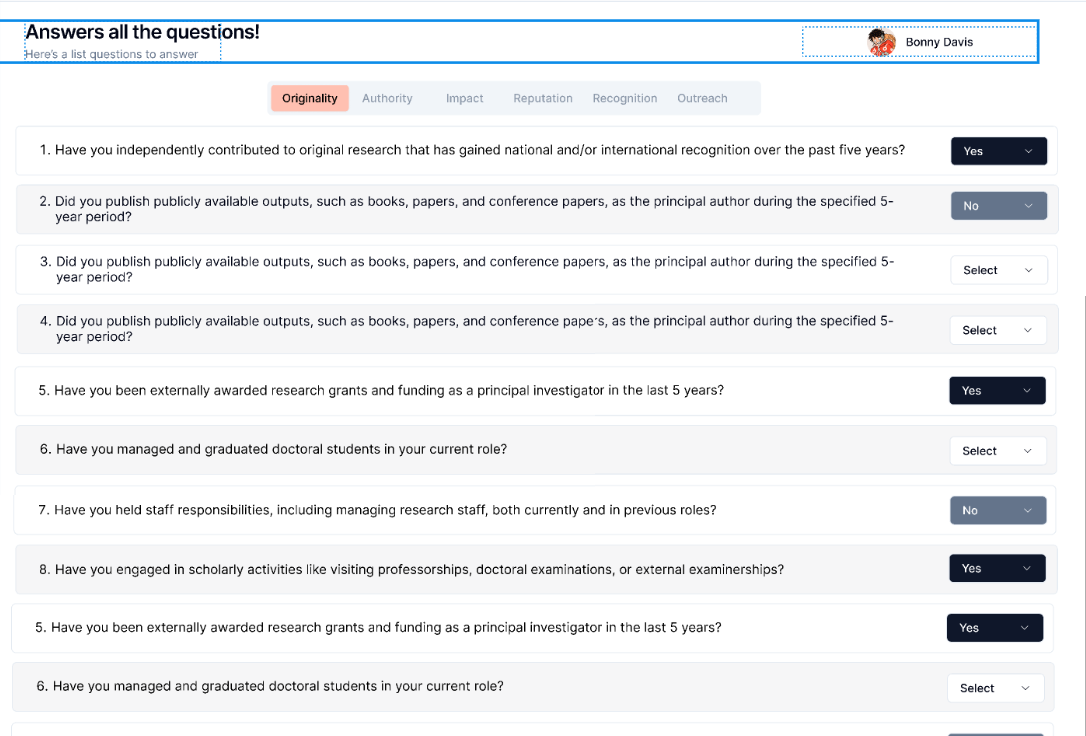 Answers all the questions!
Here's a list questions to answer
Bonny Davis
Originality Authority Impact Reputation Recognition Outreach
1. Have you independently contributed to original research that has gained national and/or international recognition over the past five years?
Yes
2. Did you publish publicly available outputs, such as books, papers, and conference papers, as the principal author during the specified 5-
year period?
No
3. Did you publish publicly available outputs, such as books, papers, and conference papers, as the principal author during the specified 5-
year period?
Select
4. Did you publish publicly available outputs, such as books, papers, and conference papers, as the principal author during the specified 5-
year period?
Select
5. Have you been externally awarded research grants and funding as a principal investigator in the last 5 years?
Yes
6. Have you managed and graduated doctoral students in your current role?
Select
7. Have you held staff responsibilities, including managing research staff, both currently and in previous roles?
No
8. Have you engaged in scholarly activities like visiting professorships, doctoral examinations, or external examinerships?
Yes
5. Have you been externally awarded research grants and funding as a principal investigator in the last 5 years?
Yes
6. Have you managed and graduated doctoral students in your current role?
Select